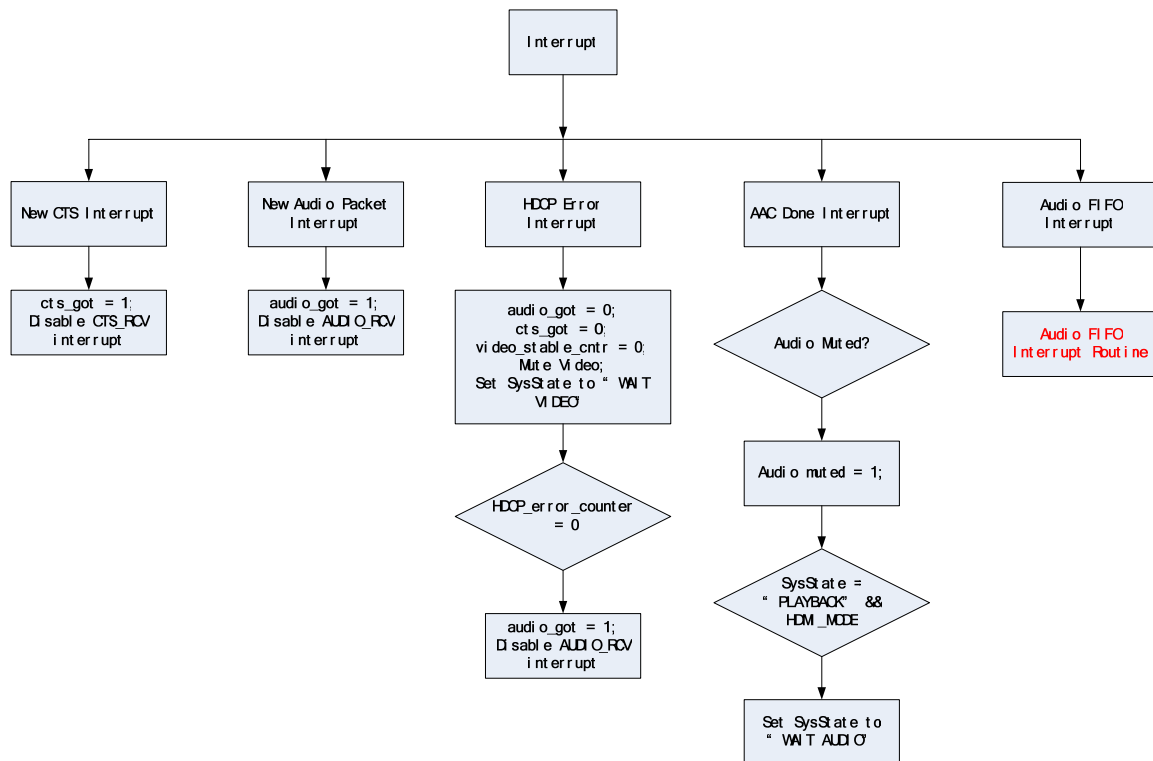 Interrupt
New CTS Interrupt
New Audio Packet
Interrupt
HDCP Error
Interrupt
AAC Done Interrupt
Audio FIFO
Interrupt
cts_got = 1;
Disable CTS_RCV
interrupt
audio_got = 1;
Disable AUDIO_RCV
interrupt
audio_got = 0;
cts_got = 0;
video_stable_cntr = 0;
Mute Video;
Set SysState to “ WAIT
VIDEO”
Audio Muted?
Audio FIFO
Interrupt Routine
HDCP_error_counter
= 0
Audio muted = 1;
SysState =
“ PLAYBACK” &&
HDMI_MODE
audio_got = 1;
Disable AUDIO_RCV
interrupt
Set SysState to
“ WAIT AUDIO”